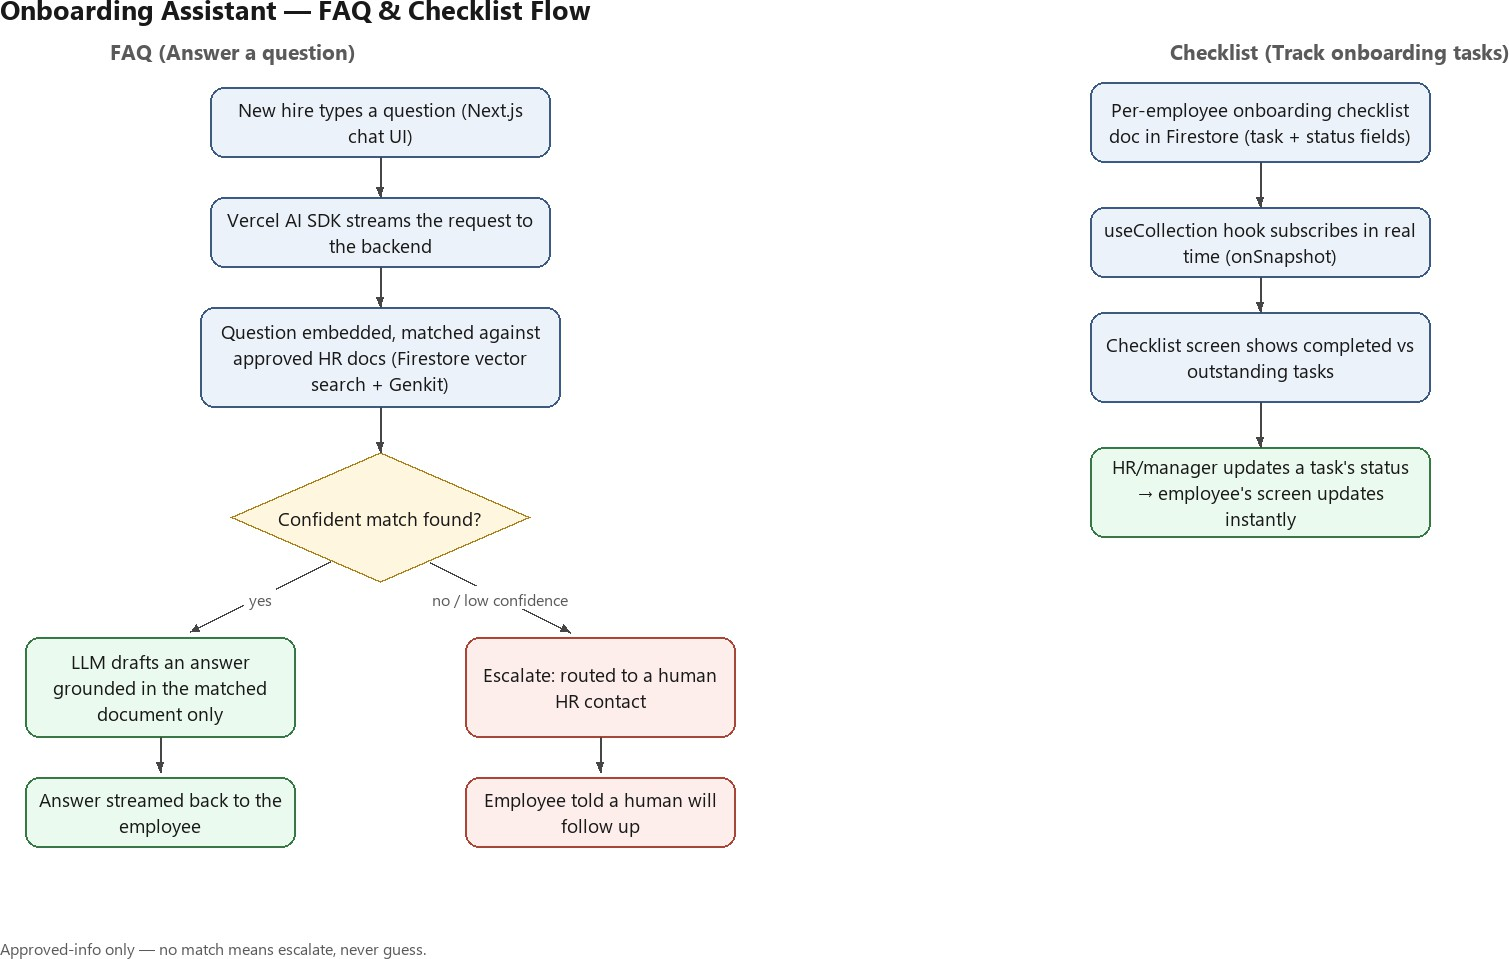 Onboarding Assistant — FAQ & Checklist Flow
FAQ (Answer a question)
New hire types a question (Next.js
chat UI)
Vercel AI SDK streams the request to
the backend
Question embedded, matched against
approved HR docs (Firestore vector
search + Genkit)
Confident match found?
yes
no / low confidence
LLM drafts an answer
grounded in the matched
document only
Answer streamed back to the
employee
Escalate: routed to a human
HR contact
Employee told a human will
follow up
Checklist (Track onboarding tasks)
Per-employee onboarding checklist
doc in Firestore (task + status fields)
useCollection hook subscribes in real
time (onSnapshot)
Checklist screen shows completed vs
outstanding tasks
HR/manager updates a task's status
→ employee's screen updates
instantly
Approved-info only — no match means escalate, never guess.